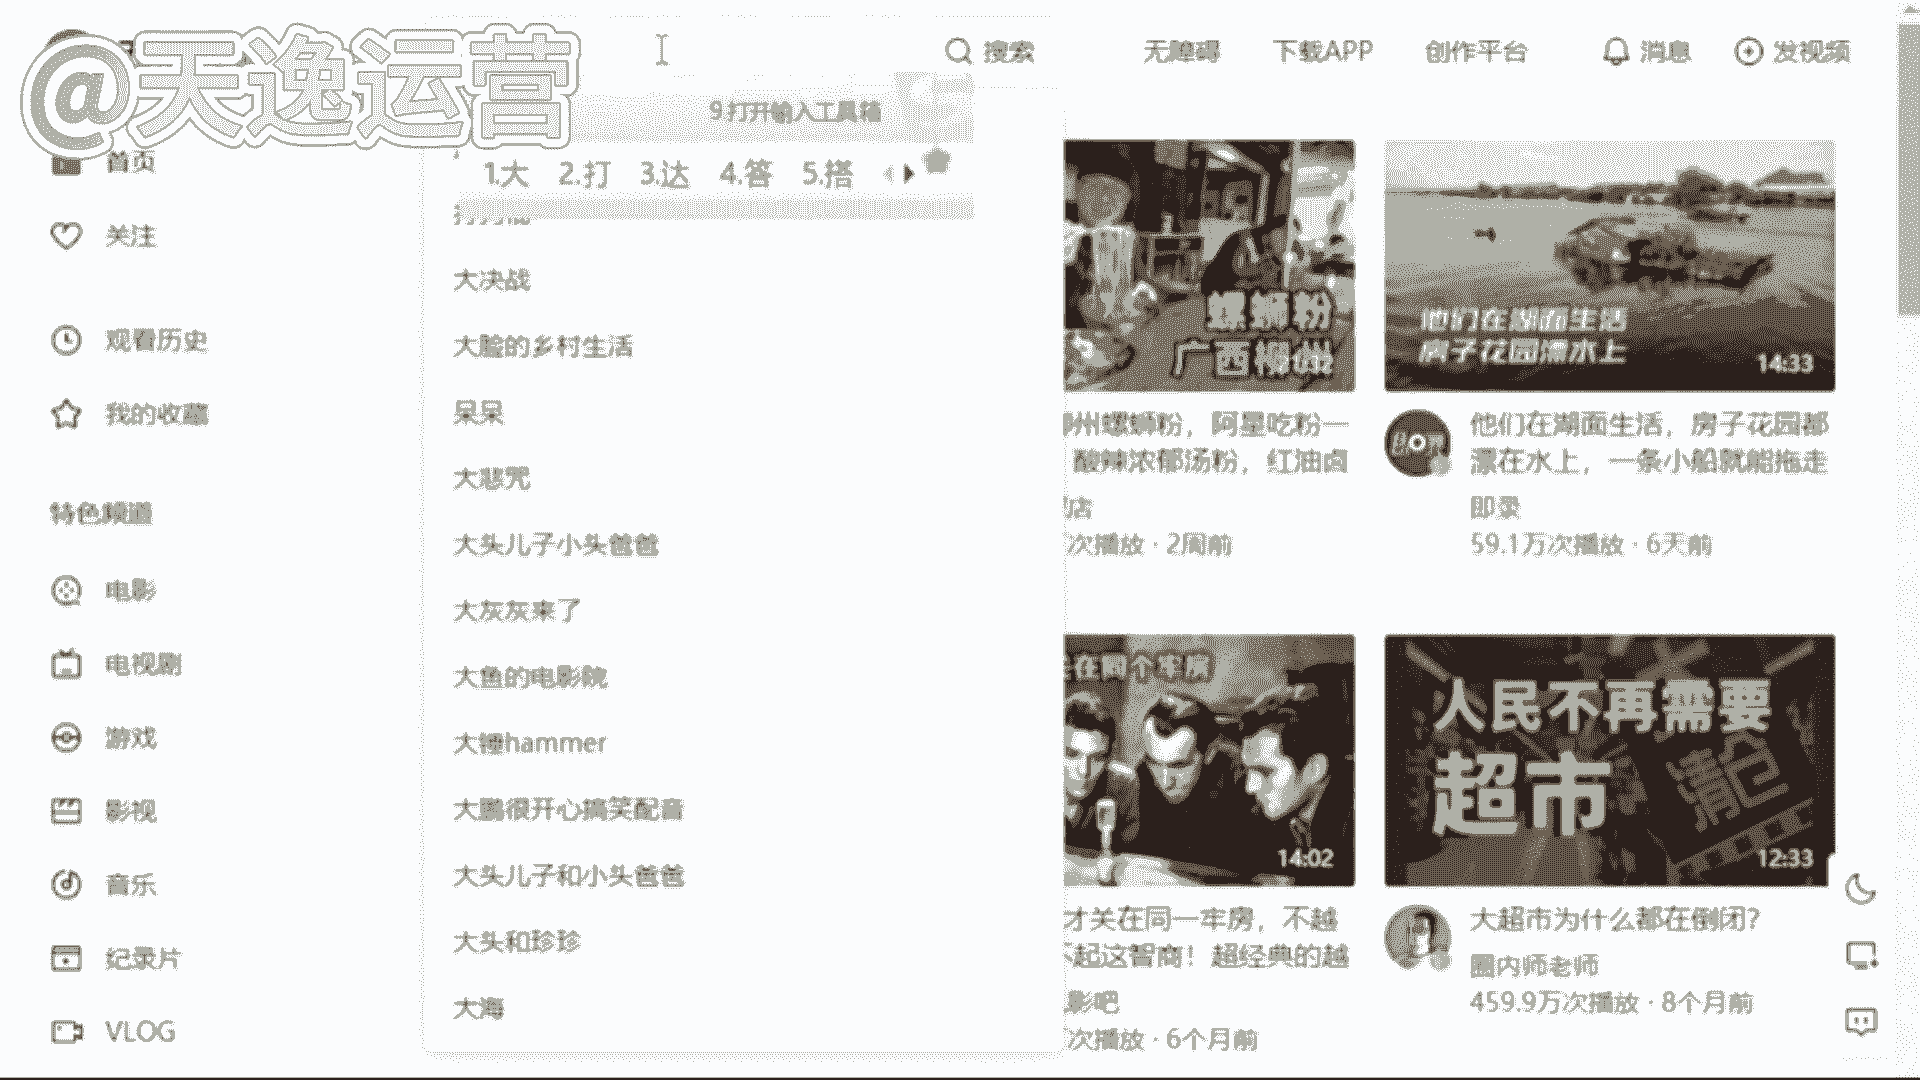 @天逸运营
搜索
无障碍
下载APP
创作平台
消息
发视频
9.打开输入工具箱
1.大 2.打 3.达 4.答 5.搭
首页
关注
观看历史
我的收藏
特色频道
电影
电视剧
游戏
影视
音乐
纪录片
VLOG
大决战
大脸的乡村生活
呆呆
大悲咒
大头儿子小头爸爸
大灰灰来了
大鱼的电影院
大锤hammer
大鹏很开心搞笑配音
大头儿子和小头爸爸
大头和珍珍
大海
螺蛳粉
广西柳州
州螺蛳粉，阿星吃粉一
酸辣浓郁汤粉，红油卤
店
次播放 · 2周前
他们在湖面生活
房子花园漂水上
14:33
他们在湖面生活，房子花园都
漂在水上，一条小船就能拖走
即录
59.1万次播放 · 6天前
在同个牢房
14:02
才关在同一牢房，不越
起这智商！超经典的越
影吧
次播放 · 6个月前
人民不再需要
超市
清仓
12:33
大超市为什么都在倒闭？
圈内师老师
459.9万次播放 · 8个月前